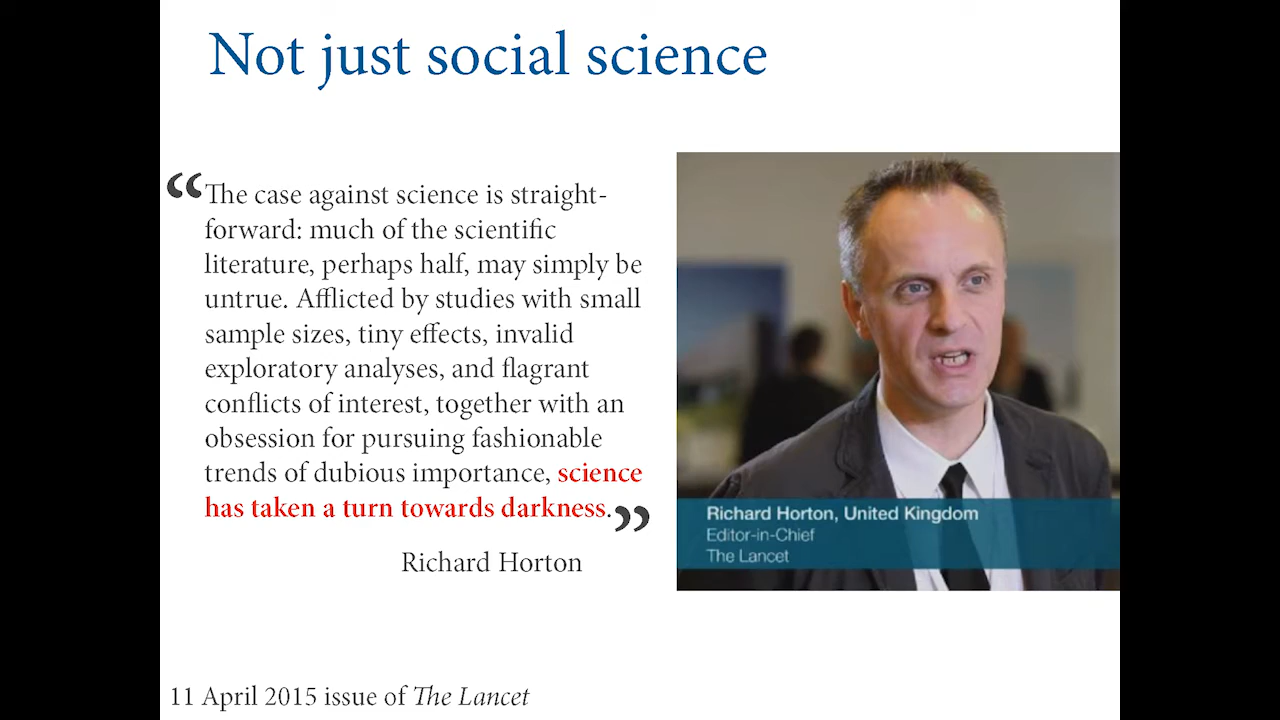 Not just social science
“The case against science is straight-
forward: much of the scientific
literature, perhaps half, may simply be
untrue. Afflicted by studies with small
sample sizes, tiny effects, invalid
exploratory analyses, and flagrant
conflicts of interest, together with an
obsession for pursuing fashionable
trends of dubious importance, science
has taken a turn towards darkness.”
Richard Horton
Richard Horton, United Kingdom
Editor-in-Chief
The Lancet
11 April 2015 issue of The Lancet